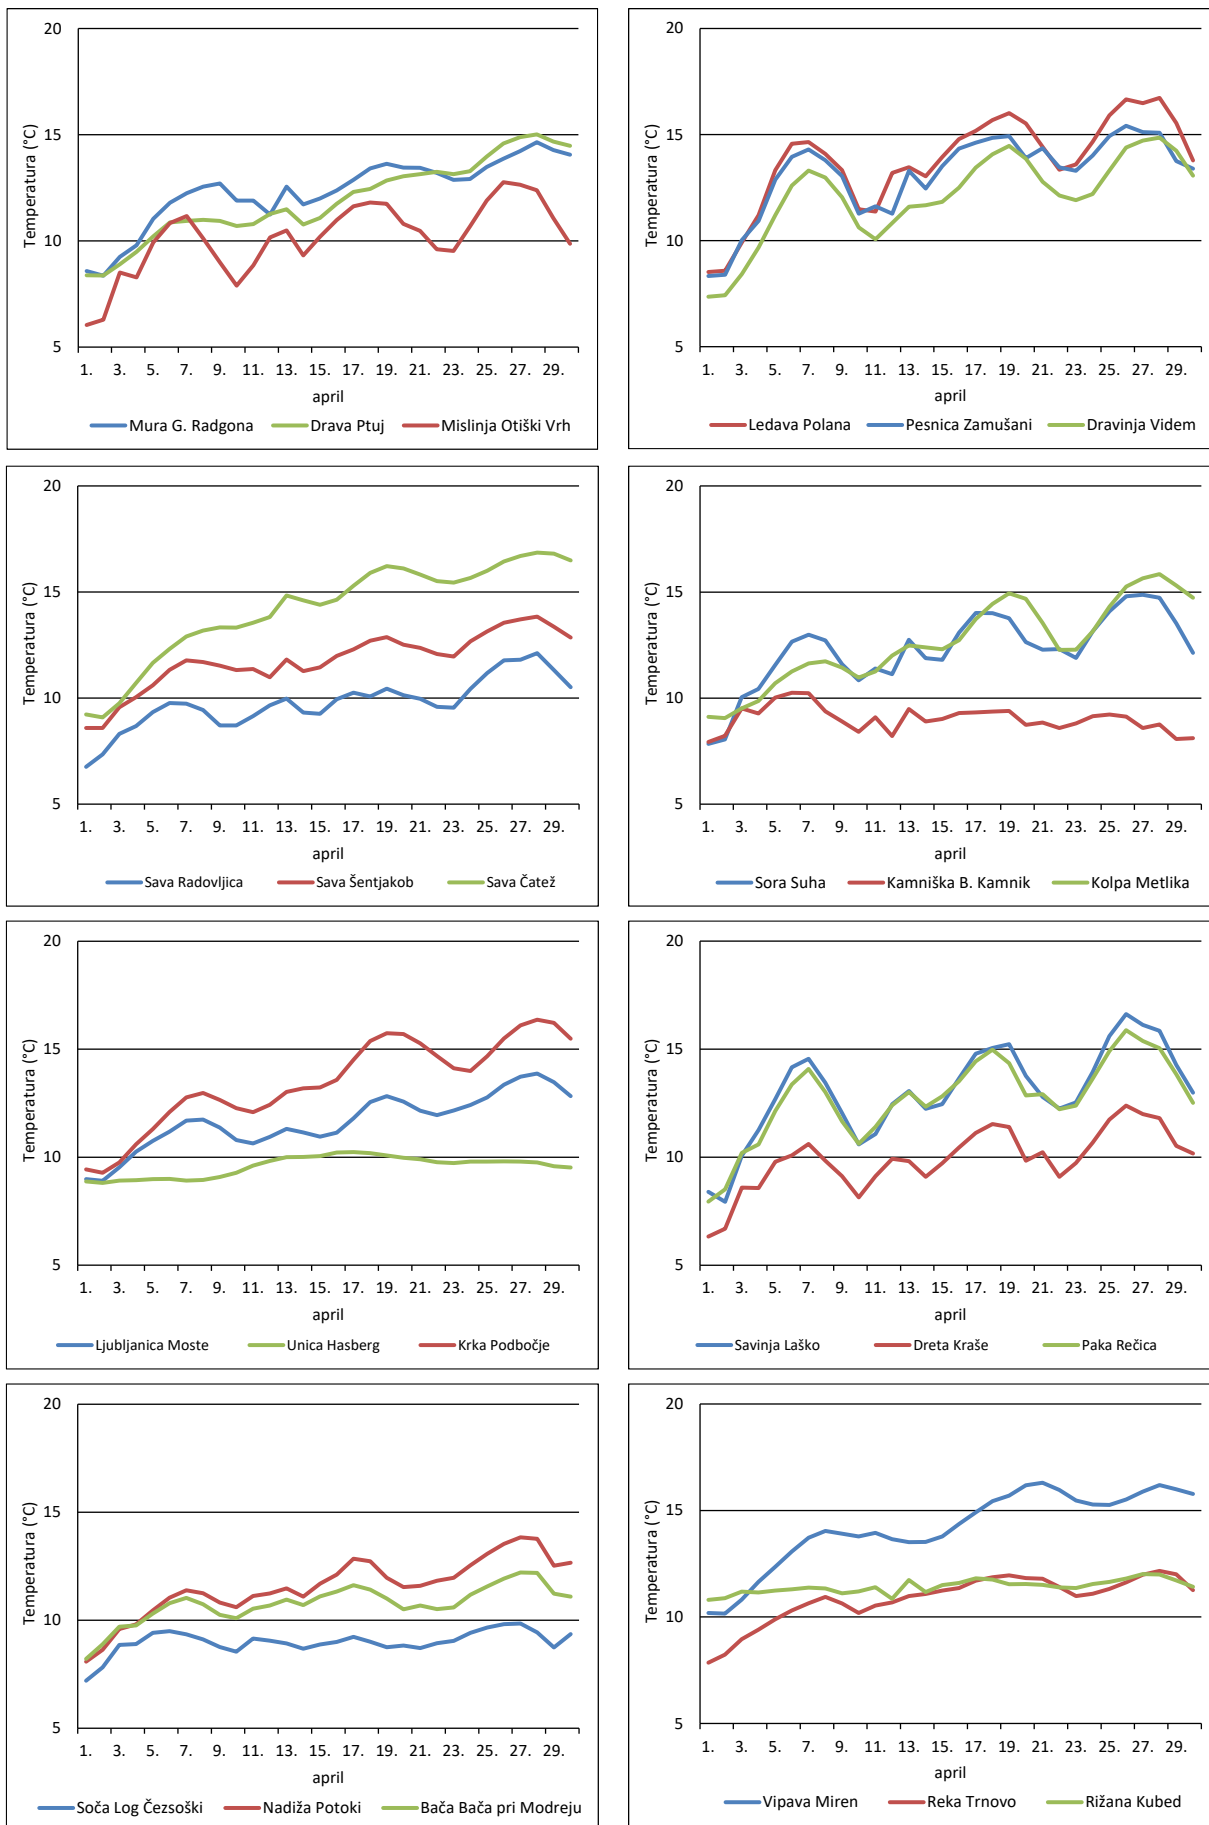 20
15
10
5
Temperatura (°C)
1. 3. 5. 7. 9. 11. 13. 15. 17. 19. 21. 23. 25. 27. 29.
april
Mura G. Radgona Drava Ptuj Mislinja Otiški Vrh
20
15
10
5
Temperatura (°C)
1. 3. 5. 7. 9. 11. 13. 15. 17. 19. 21. 23. 25. 27. 29.
april
Ledava Polana Pesnica Zamušani Dravinja Videm
20
15
10
5
Temperatura (°C)
1. 3. 5. 7. 9. 11. 13. 15. 17. 19. 21. 23. 25. 27. 29.
april
Sava Radovljica Sava Šentjakob Sava Čatež
20
15
10
5
Temperatura (°C)
1. 3. 5. 7. 9. 11. 13. 15. 17. 19. 21. 23. 25. 27. 29.
april
Sora Suha Kamniška B. Kamnik Kolpa Metlika
20
15
10
5
Temperatura (°C)
1. 3. 5. 7. 9. 11. 13. 15. 17. 19. 21. 23. 25. 27. 29.
april
Ljubljanica Moste Unica Hasberg Krka Podbočje
20
15
10
5
Temperatura (°C)
1. 3. 5. 7. 9. 11. 13. 15. 17. 19. 21. 23. 25. 27. 29.
april
Savinja Laško Dreta Kraše Paka Rečica
20
15
10
5
Temperatura (°C)
1. 3. 5. 7. 9. 11. 13. 15. 17. 19. 21. 23. 25. 27. 29.
april
Soča Log Čezsoški Nadiža Potoki Bača Bača pri Modreju
20
15
10
5
Temperatura (°C)
1. 3. 5. 7. 9. 11. 13. 15. 17. 19. 21. 23. 25. 27. 29.
april
Vipava Miren Reka Trnovo Rižana Kubed